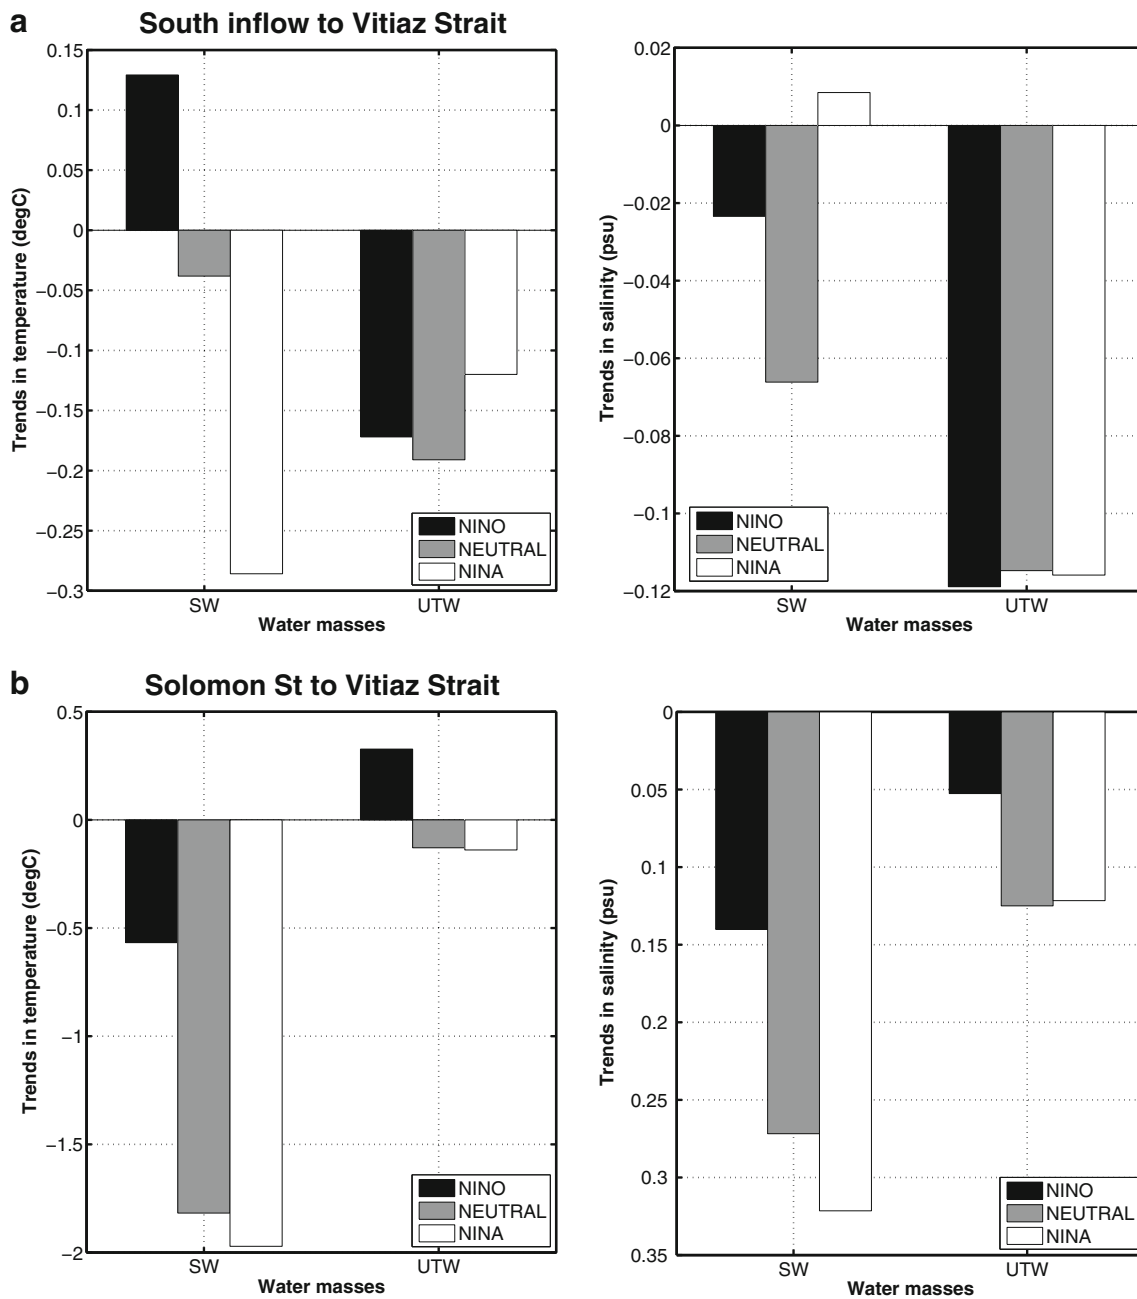 a
South inflow to Vitiaz Strait
0.15
0.1
0.05
0
−0.05
−0.1
−0.15
−0.2
−0.25
−0.3
Trends in temperature (degC)
NINO
NEUTRAL
NINA
SW
UTW
Water masses
0.02
0
−0.02
−0.04
−0.06
−0.08
−0.1
−0.12
Trends in salinity (psu)
NINO
NEUTRAL
NINA
SW
UTW
Water masses
b
Solomon St to Vitiaz Strait
0.5
0
−0.5
−1
−1.5
−2
Trends in temperature (degC)
NINO
NEUTRAL
NINA
SW
UTW
Water masses
0
0.05
0.1
0.15
0.2
0.25
0.3
0.35
Trends in salinity (psu)
NINO
NEUTRAL
NINA
SW
UTW
Water masses